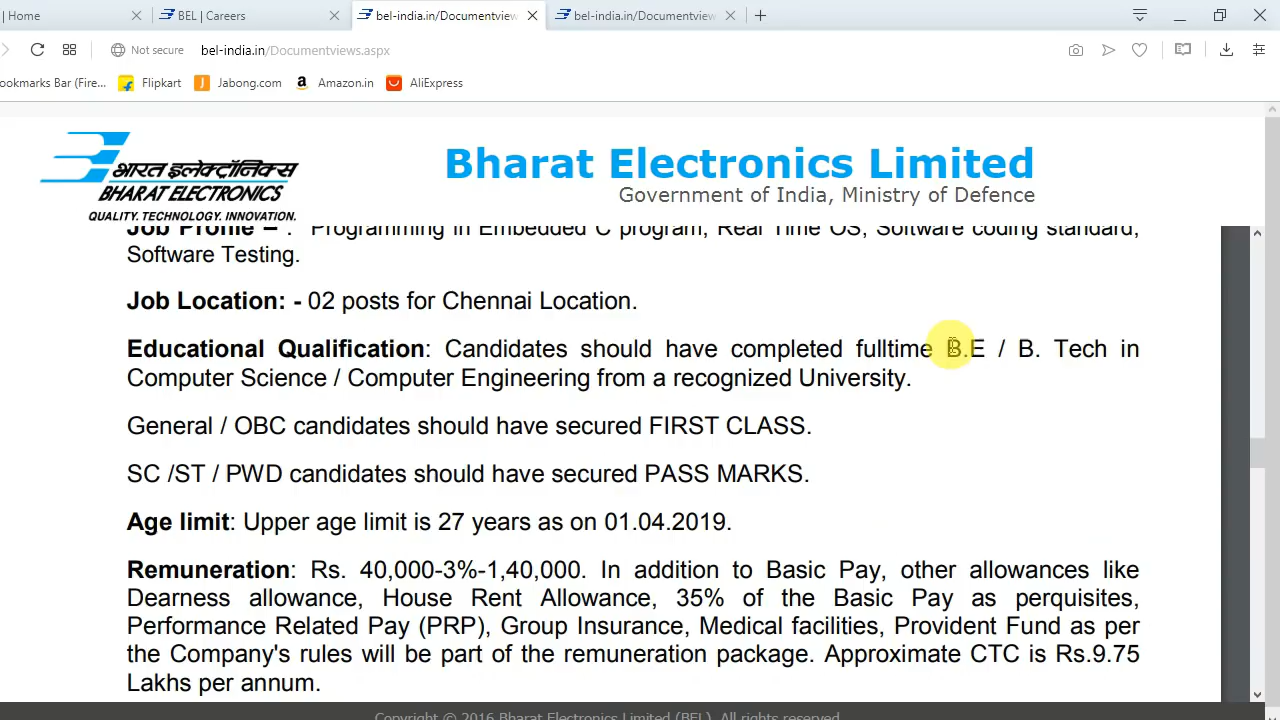 Home
BEL | Careers
bel-india.in/Documentviews
bel-india.in/Documentviews
Not secure
bel-india.in/Documentviews.aspx
ookmarks Bar (Fire...
Flipkart
Jabong.com
Amazon.in
AliExpress
भारत इलेक्ट्रॉनिक्स
BHARAT ELECTRONICS
QUALITY. TECHNOLOGY. INNOVATION.
Bharat Electronics Limited
Government of India, Ministry of Defence
Job Profile – : Programming in Embedded C program, Real Time OS, Software coding standard,
Software Testing.
Job Location: - 02 posts for Chennai Location.
Educational Qualification: Candidates should have completed fulltime B.E / B. Tech in
Computer Science / Computer Engineering from a recognized University.
General / OBC candidates should have secured FIRST CLASS.
SC /ST / PWD candidates should have secured PASS MARKS.
Age limit: Upper age limit is 27 years as on 01.04.2019.
Remuneration: Rs. 40,000-3%-1,40,000. In addition to Basic Pay, other allowances like
Dearness allowance, House Rent Allowance, 35% of the Basic Pay as perquisites,
Performance Related Pay (PRP), Group Insurance, Medical facilities, Provident Fund as per
the Company's rules will be part of the remuneration package. Approximate CTC is Rs.9.75
Lakhs per annum.
Copyright © 2016 Bharat Electronics Limited (BEL). All rights reserved